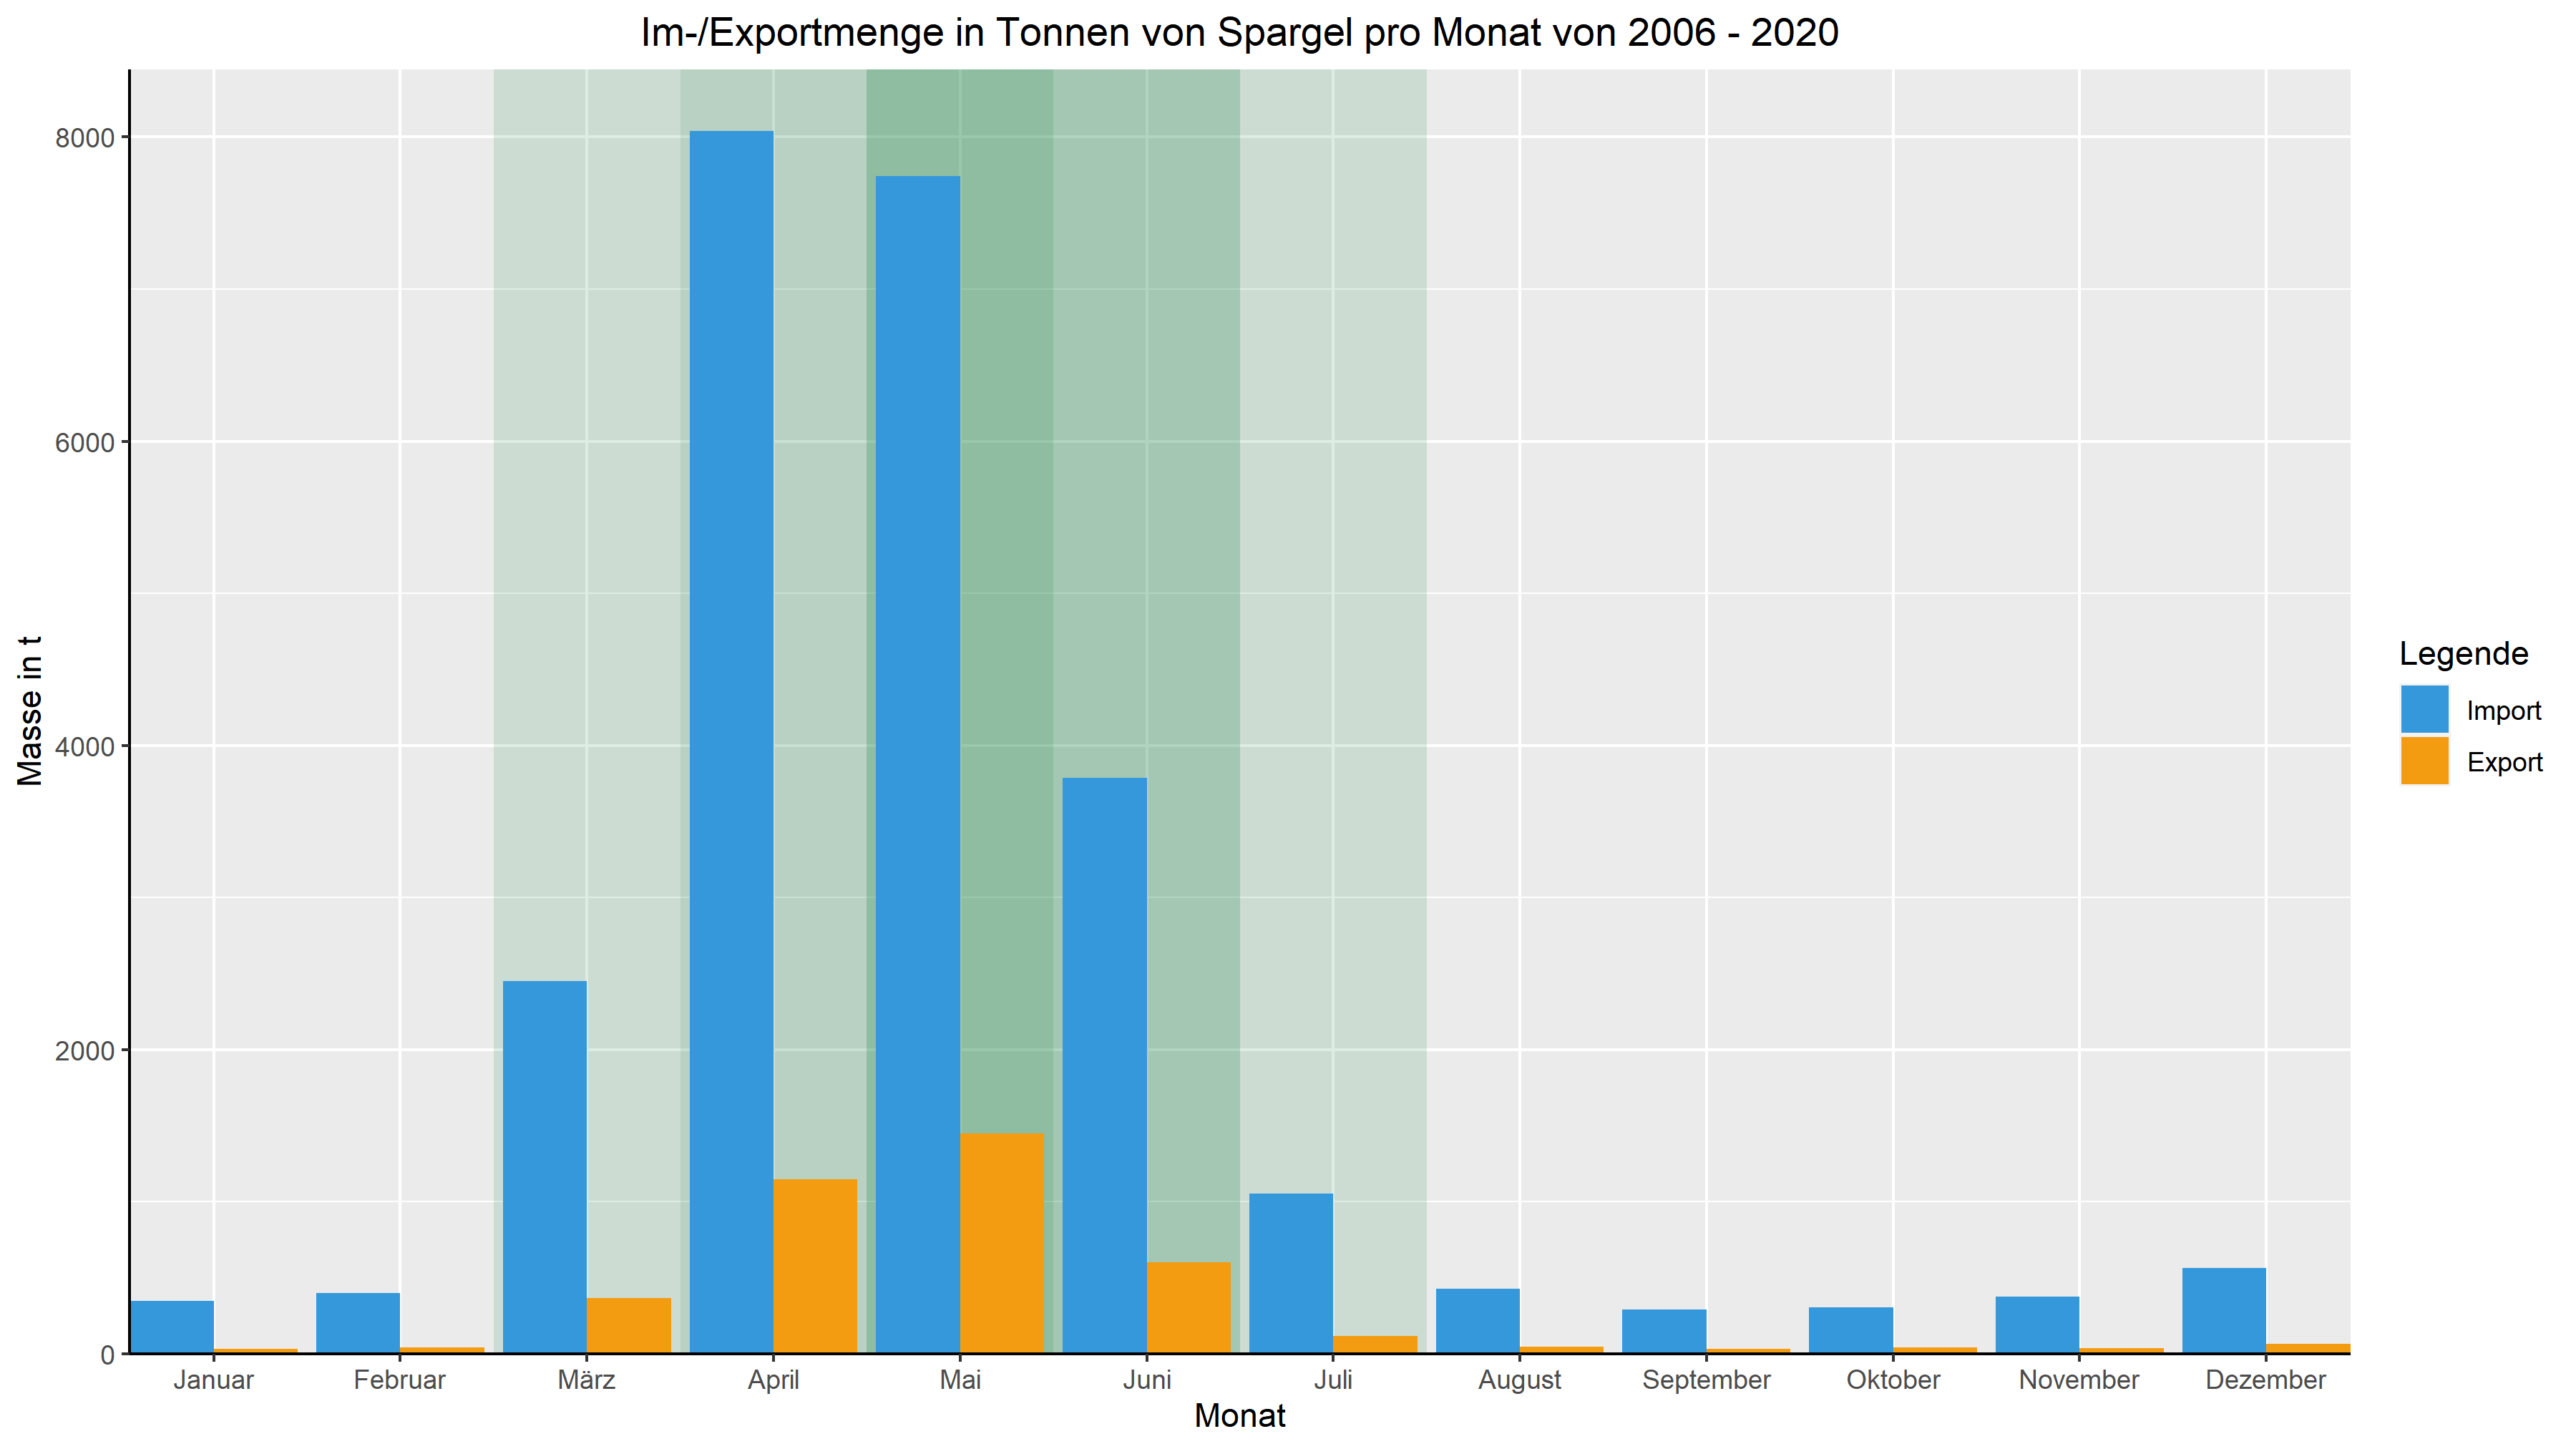 Im-/Exportmenge in Tonnen von Spargel pro Monat von 2006 - 2020
8000
6000
4000
2000
0
Masse in t
Januar Februar März April Mai Juni Juli August September Oktober November Dezember
Monat
Legende
Import
Export